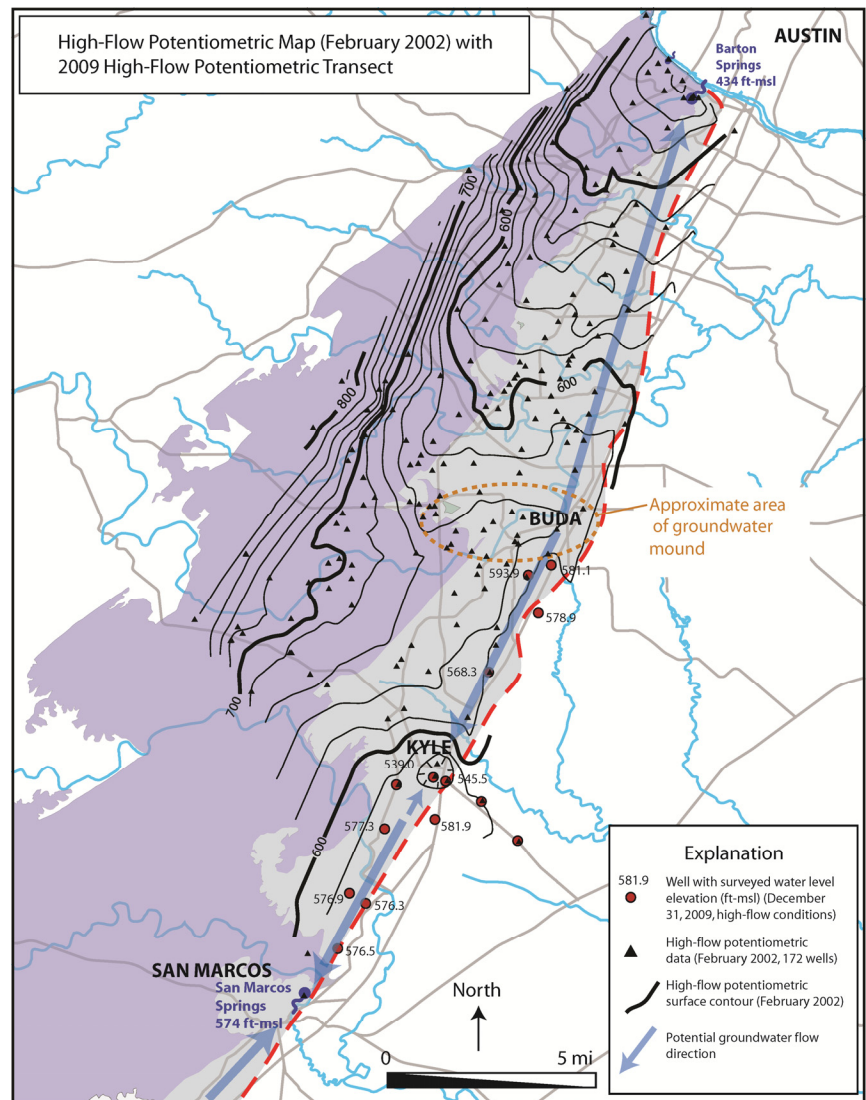 High-Flow Potentiometric Map (February 2002) with
2009 High-Flow Potentiometric Transect
AUSTIN
Barton
Springs
434 ft-msl
700
600
800
600
Approximate area
of groundwater
mound
BUDA
593.9
581.1
578.9
568.3
700
KYLE
539.0
545.5
577.3
581.9
600
576.9
576.3
576.5
SAN MARCOS
San Marcos
Springs
574 ft-msl
North
0
5 mi
Explanation
581.9
Well with surveyed water level
elevation (ft-msl) (December
31, 2009, high-flow conditions)
High-flow potentiometric
data (February 2002, 172 wells)
High-flow potentiometric
surface contour (February 2002)
Potential groundwater flow
direction